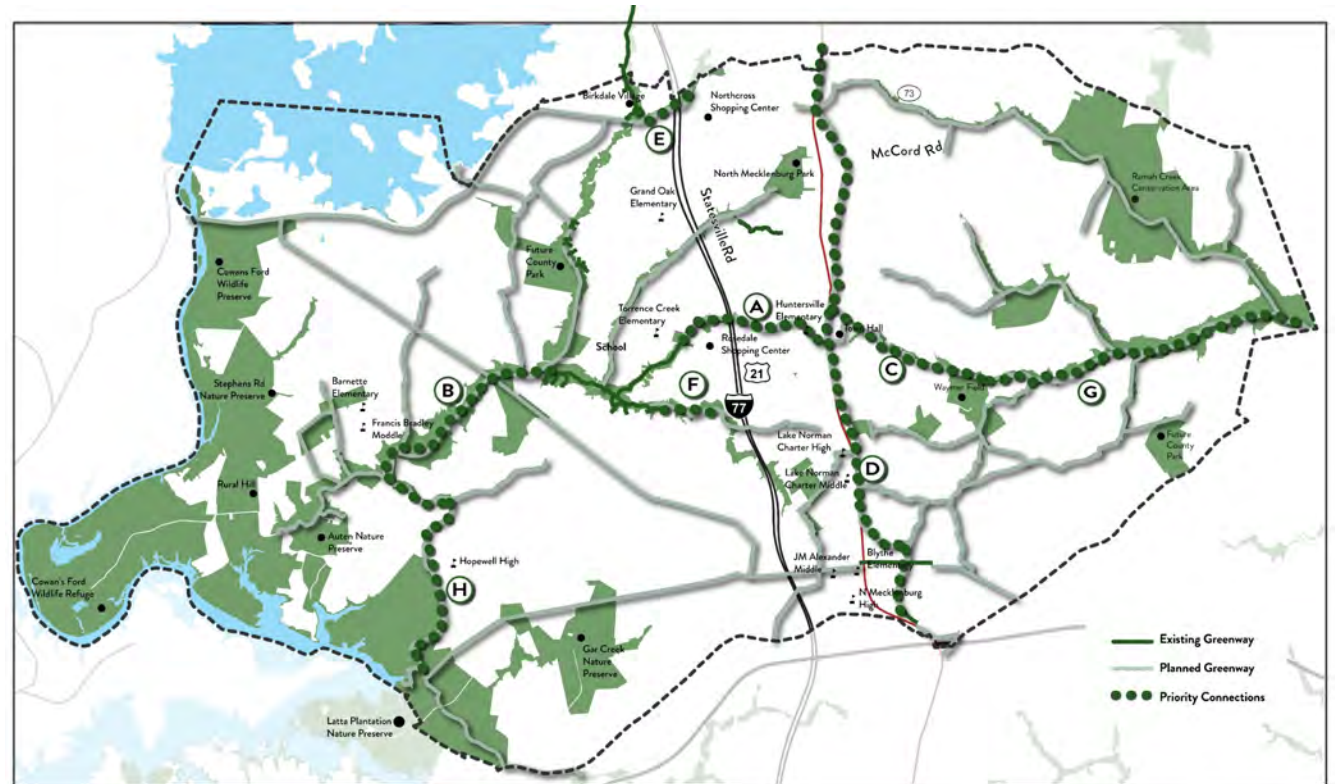 Birkdale Village
E
Northcross
Shopping Center
73
McCord Rd
North Mecklenburg Park
Ramah Creek
Conservation Area
Grand Oak
Elementary
Statesville Rd
Cowans Ford
Wildlife
Preserve
Future
County
Park
Torrence Creek
Elementary
A
Huntersville
Elementary
Town Hall
School
Rosedale
Shopping Center
21
C
Stephens Rd
Nature Preserve
Barnette
Elementary
B
F
77
Waymer Field
G
Francis Bradley
Moddle
Lake Norman
Charter High
Future
County
Park
Lake Norman
Charter Middle
D
Rural Hill
Auten Nature
Preserve
Hopewell High
JM Alexander
Middle
Blythe
Elementary
H
N Mecklenburg
High
Cowan's Ford
Wildlife Refuge
Gar Creek
Nature
Preserve
Latta Plantation
Nature Preserve
Existing Greenway
Planned Greenway
Priority Connections